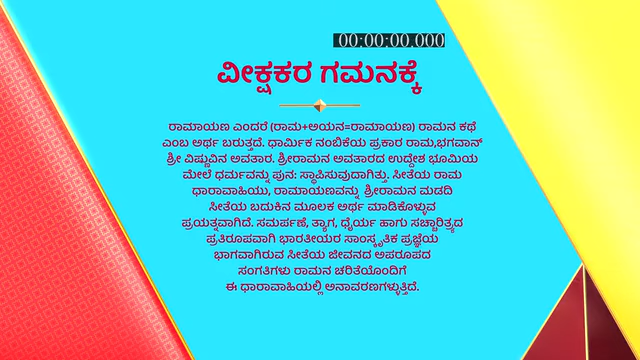 00:00:00.000
ವೀಕ್ಷಕರ ಗಮನಕ್ಕೆ
ರಾಮಾಯಣ ಎಂದರೆ (ರಾಮ+ಅಯನ=ರಾಮಾಯಣ) ರಾಮನ ಕಥೆ
ಎಂಬ ಅರ್ಥ ಬರುತ್ತದೆ. ಧಾರ್ಮಿಕ ನಂಬಿಕೆಯ ಪ್ರಕಾರ ರಾಮ,ಭಗವಾನ್
ಶ್ರೀ ವಿಷ್ಣುವಿನ ಅವತಾರ. ಶ್ರೀರಾಮನ ಅವತಾರದ ಉದ್ದೇಶ ಭೂಮಿಯ
ಮೇಲೆ ಧರ್ಮವನ್ನು ಪುನ: ಸ್ಥಾಪಿಸುವುದಾಗಿತ್ತು. ಸೀತೆಯ ರಾಮ
ಧಾರಾವಾಹಿಯು, ರಾಮಾಯಣವನ್ನು ಶ್ರೀರಾಮನ ಮಡದಿ
ಸೀತೆಯ ಬದುಕಿನ ಮೂಲಕ ಅರ್ಥ ಮಾಡಿಕೊಳ್ಳುವ
ಪ್ರಯತ್ನವಾಗಿದೆ. ಸಮರ್ಪಣೆ, ತ್ಯಾಗ, ಧೈರ್ಯ ಹಾಗು ಸಚ್ಚಾರಿತ್ರ್ಯದ
ಪ್ರತಿರೂಪವಾಗಿ ಭಾರತೀಯರ ಸಾಂಸ್ಕೃತಿಕ ಪ್ರಜ್ಞೆಯ
ಭಾಗವಾಗಿರುವ ಸೀತೆಯ ಜೀವನದ ಅಪರೂಪದ
ಸಂಗತಿಗಳು ರಾಮನ ಚರಿತೆಯೊಂದಿಗೆ
ಈ ಧಾರಾವಾಹಿಯಲ್ಲಿ ಅನಾವರಣಗಳ್ಳುತ್ತಿದೆ.